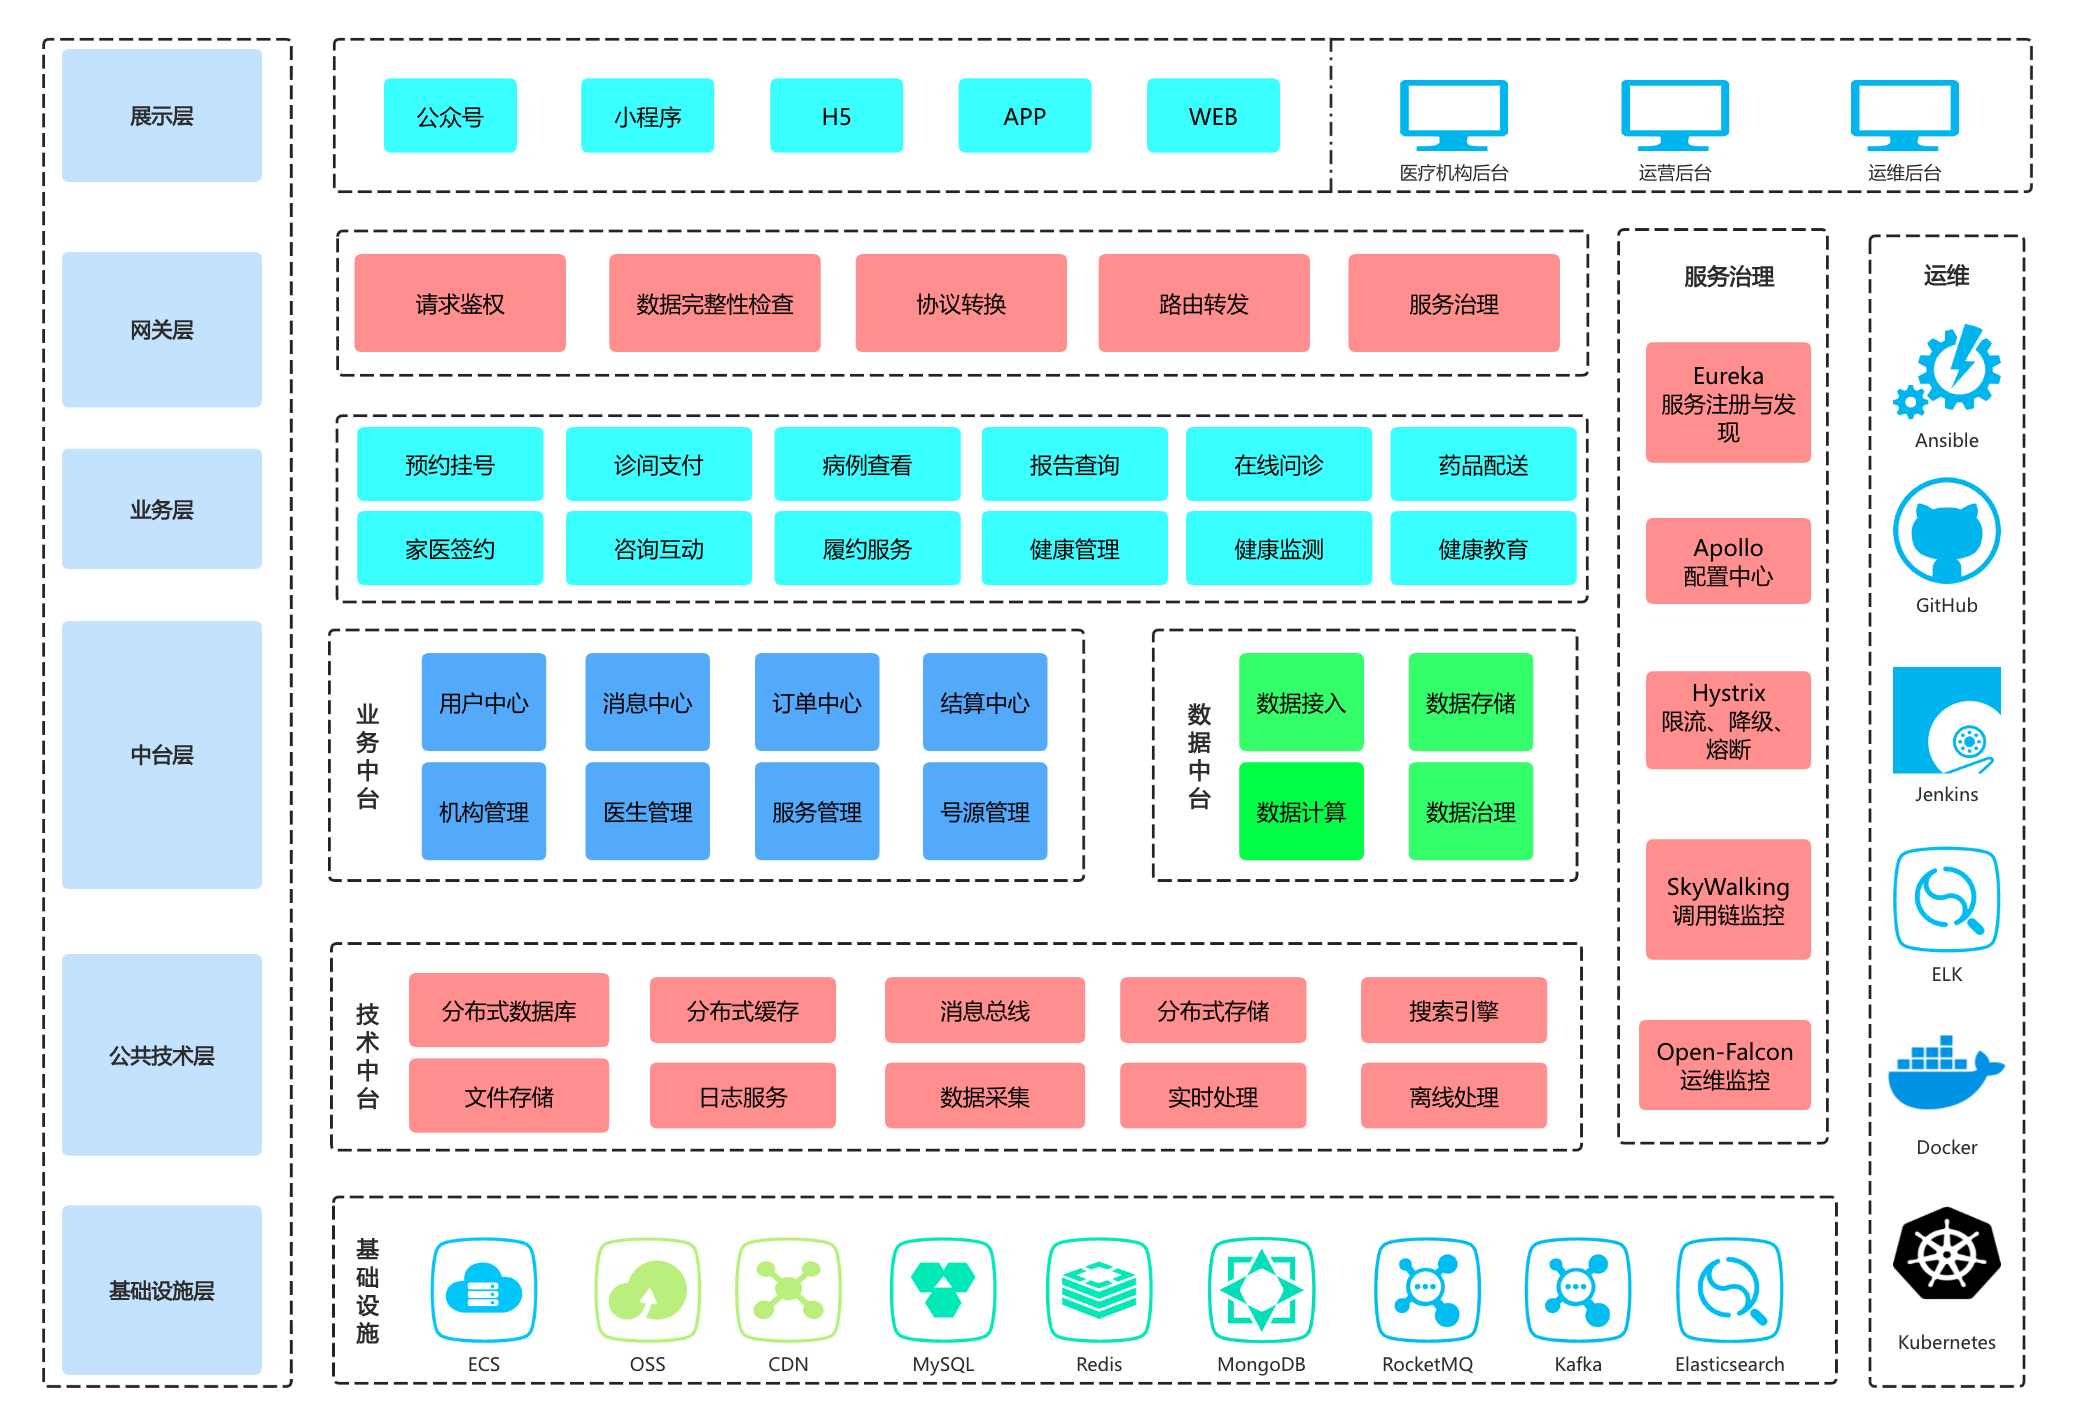 展示层
公众号
小程序
H5
APP
WEB
医疗机构后台
运营后台
运维后台
网关层
请求鉴权
数据完整性检查
协议转换
路由转发
服务治理
业务层
预约挂号
诊间支付
病例查看
报告查询
在线问诊
药品配送
家医签约
咨询互动
履约服务
健康管理
健康监测
健康教育
中台层
业务中台
用户中心
消息中心
订单中心
结算中心
机构管理
医生管理
服务管理
号源管理
数据中台
数据接入
数据存储
数据计算
数据治理
公共技术层
技术中台
分布式数据库
分布式缓存
消息总线
分布式存储
搜索引擎
文件存储
日志服务
数据采集
实时处理
离线处理
基础设施层
基础设施
ECS
OSS
CDN
MySQL
Redis
MongoDB
RocketMQ
Kafka
Elasticsearch
服务治理
Eureka
服务注册与发
现
Apollo
配置中心
Hystrix
限流、降级、
熔断
SkyWalking
调用链监控
Open-Falcon
运维监控
运维
Ansible
GitHub
Jenkins
ELK
Docker
Kubernetes